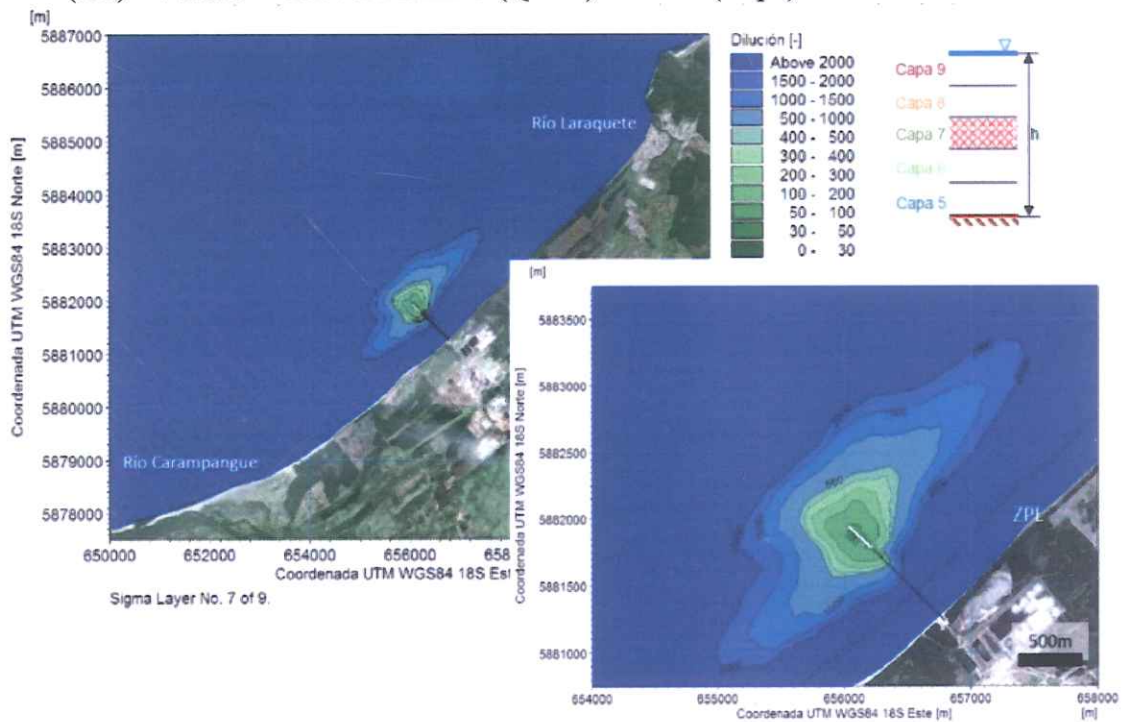 [m]
5887000
5886000
5885000
5884000
5883000
5882000
5881000
5880000
5879000
5878000
Coordenada UTM WGS84 18S Norte [m]
Río Laraquete
Río Carampangue
650000 652000 654000 656000 658
Coordenada UTM WGS84 18S Est
Sigma Layer No. 7 of 9.
Dilución [-]
Above 2000
1500 - 2000
1000 - 1500
500 - 1000
400 - 500
300 - 400
200 - 300
100 - 200
50 - 100
30 - 50
0 - 30
Capa 9
Capa 8
Capa 7
Capa 6
Capa 5
h
[m]
5883500
5883000
5882500
5882000
5881500
5881000
Coordenada UTM WGS84 18S Norte [m]
ZPL
500m
654000 655000 656000 657000 658000
Coordenada UTM WGS84 18S Este [m] [m]